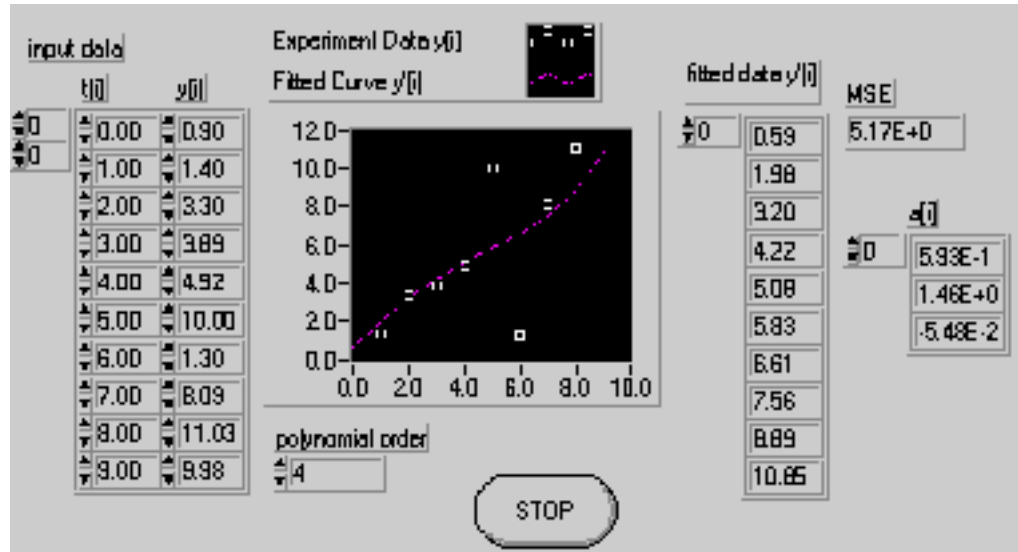 input data
t[i] y[i]
0
0
0.00 0.90
1.00 1.40
2.00 3.30
3.00 3.89
4.00 4.92
5.00 10.00
6.00 1.30
7.00 8.09
8.00 11.03
9.00 9.98
Experiment Data y[i]
Fitted Curve y'[i]
12.0
10.0
8.0
6.0
4.0
2.0
0.0
0.0 2.0 4.0 6.0 8.0 10.0
polynomial order
4
STOP
fitted data y'[i]
0
0.59
1.98
3.20
4.22
5.08
5.83
6.61
7.56
8.89
10.85
MSE
5.17E+0
a[i]
0
5.93E-1
1.46E+0
-5.48E-2